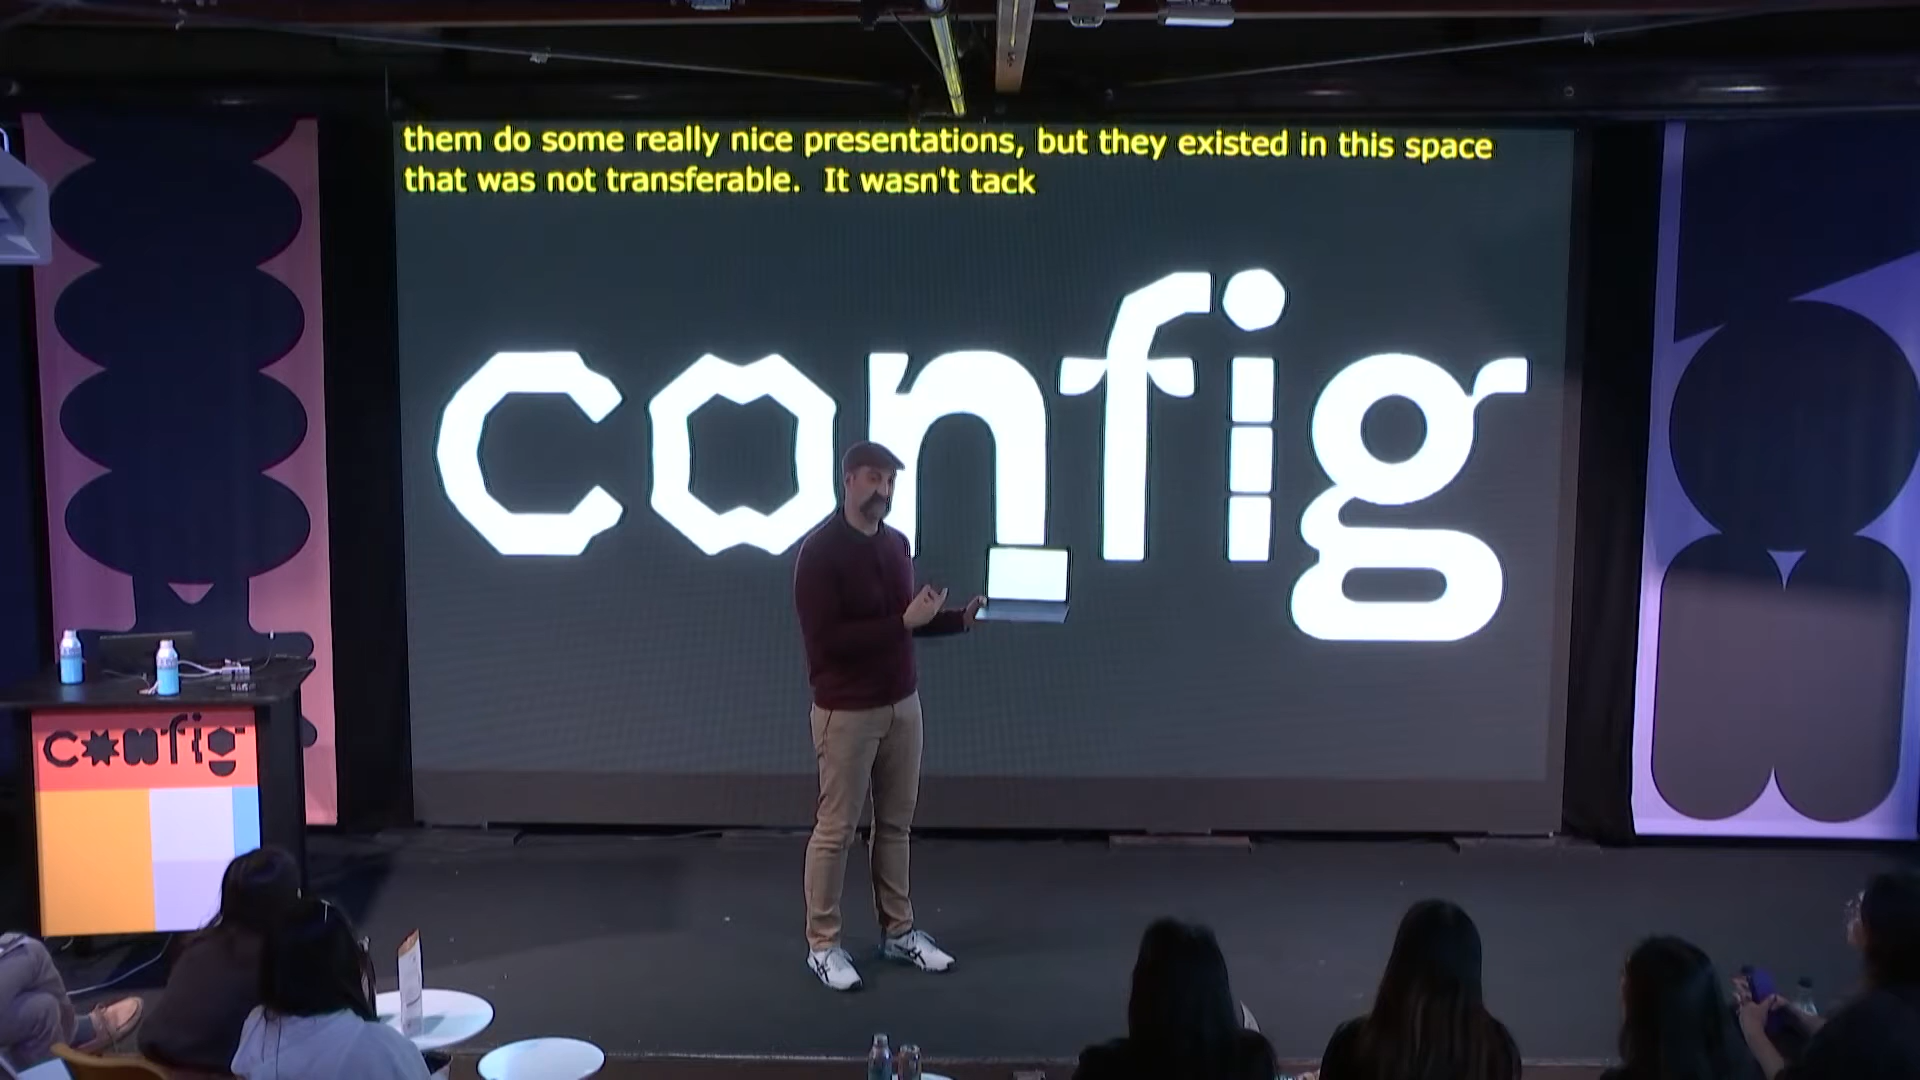 them do some really nice presentations, but they existed in this space
that was not transferable.  It wasn't tack
config
config